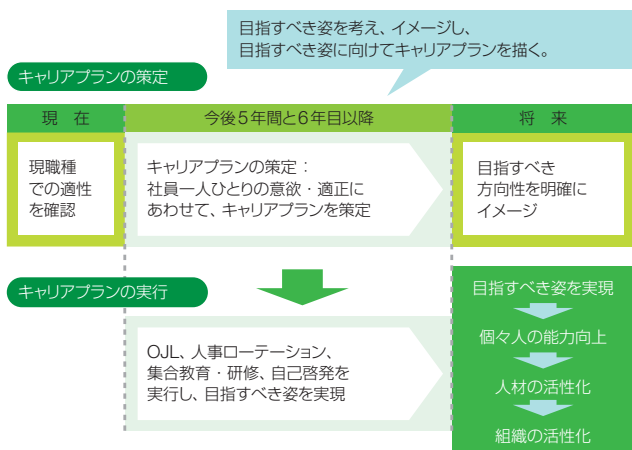 目指すべき姿を考え、イメージし、
目指すべき姿に向けてキャリアプランを描く。
キャリアプランの策定
現 在
今後5年間と6年目以降
将 来
現職種
での適性
を確認
キャリアプランの策定：
社員一人ひとりの意欲・適正に
あわせて、キャリアプランを策定
目指すべき
方向性を明確に
イメージ
キャリアプランの実行
OJL、人事ローテーション、
集合教育・研修、自己啓発を
実行し、目指すべき姿を実現
目指すべき姿を実現
個々人の能力向上
人材の活性化
組織の活性化